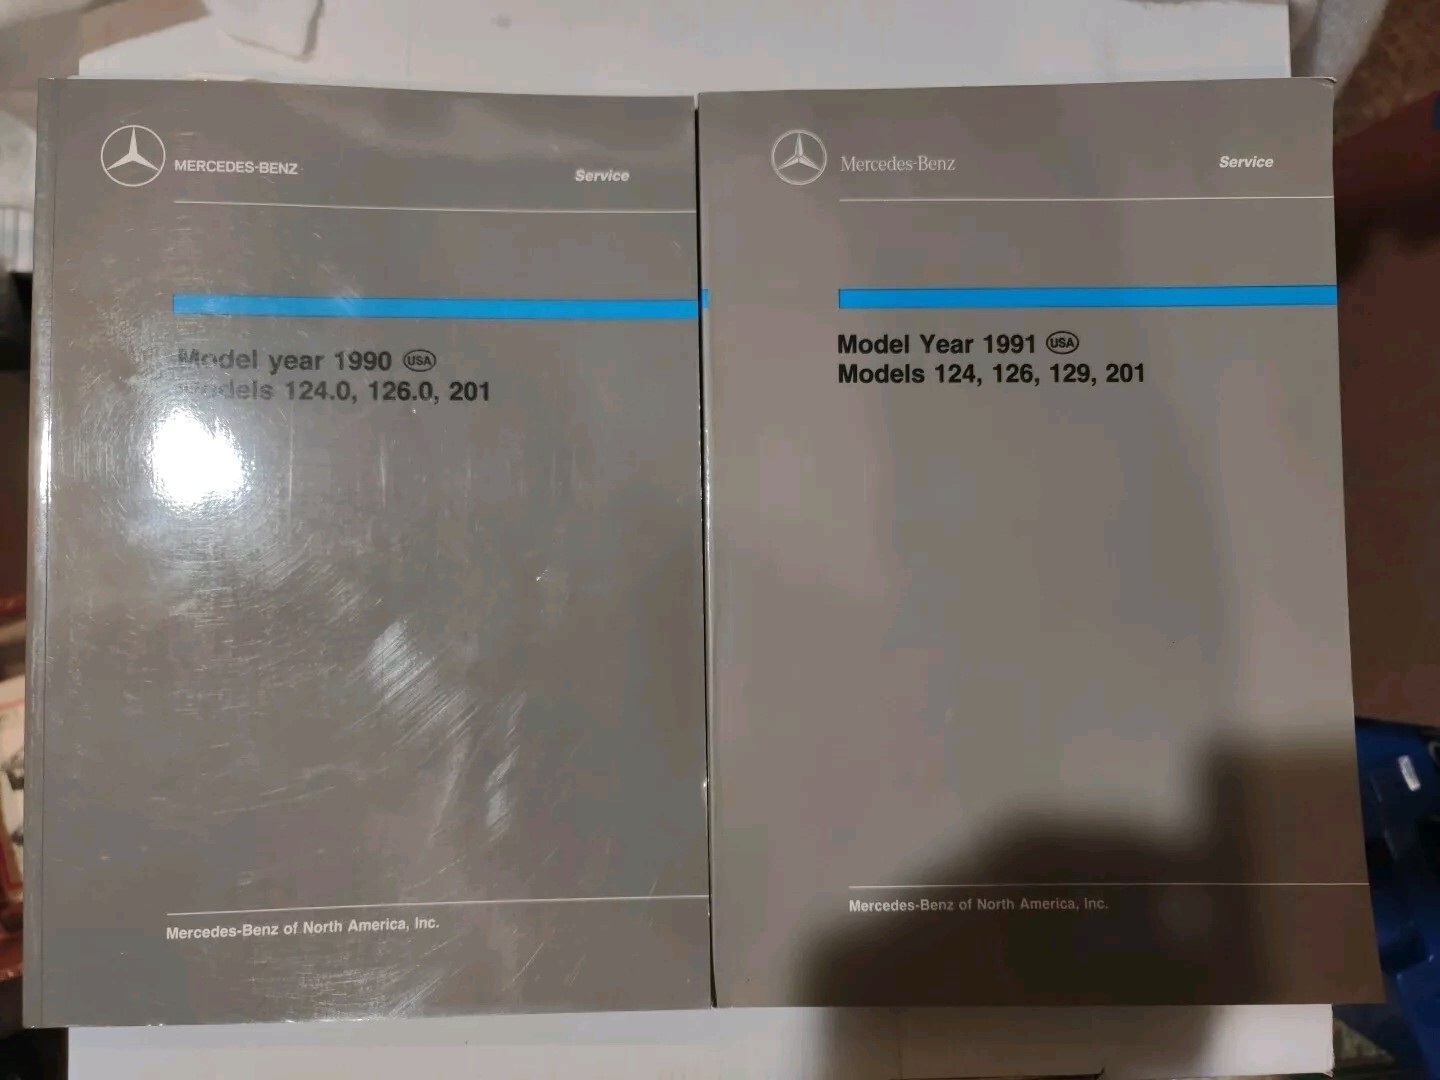 MERCEDES-BENZ
Service
Model year 1990 USA
Models 124.0, 126.0, 201
Mercedes-Benz of North America, Inc.
Mercedes-Benz
Service
Model Year 1991 USA
Models 124, 126, 129, 201
Mercedes-Benz of North America, Inc.